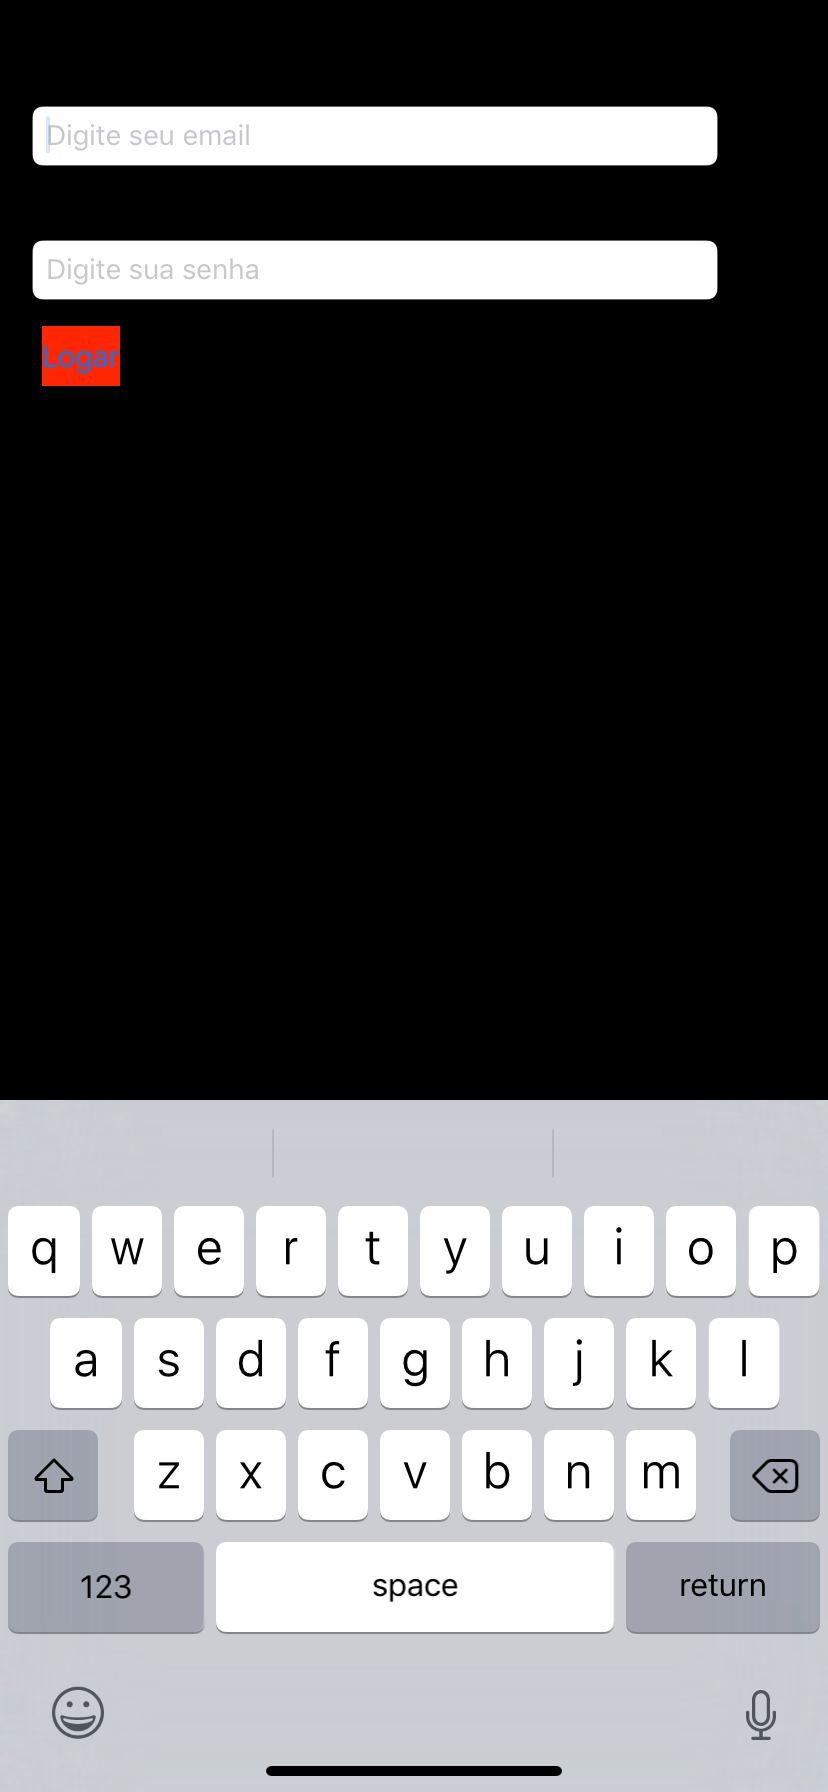 Digite seu email
Digite sua senha
Logar
q w e r t y u i o p
a s d f g h j k l
z x c v b n m
123 space return